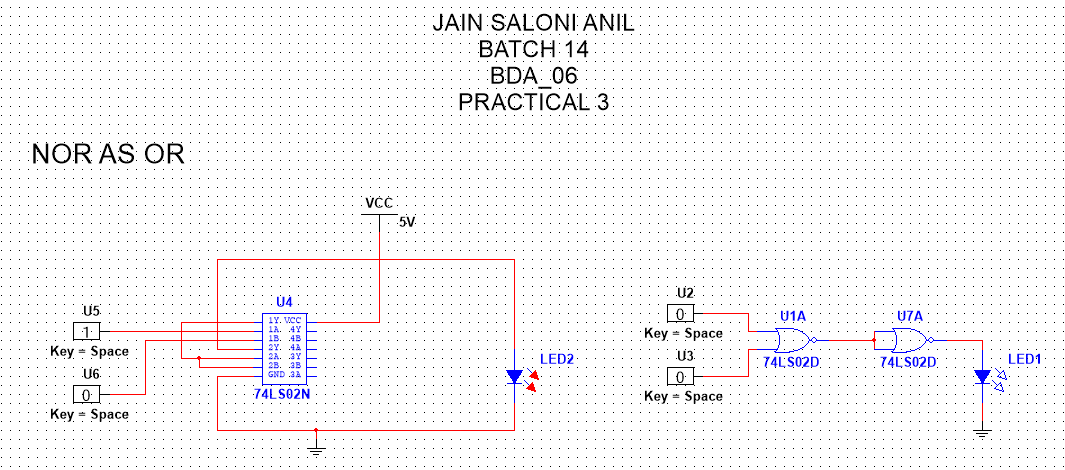 JAIN SALONI ANIL
BATCH 14
BDA_06
PRACTICAL 3
NOR AS OR
VCC
5V
U5
1
Key = Space
U6
0
Key = Space
U4
1Y VCC
1A 4Y
1B 4B
2Y 4A
2A 3Y
2B 3B
GND 3A
74LS02N
LED2
U2
0
Key = Space
U3
0
Key = Space
U1A
74LS02D
U7A
74LS02D
LED1